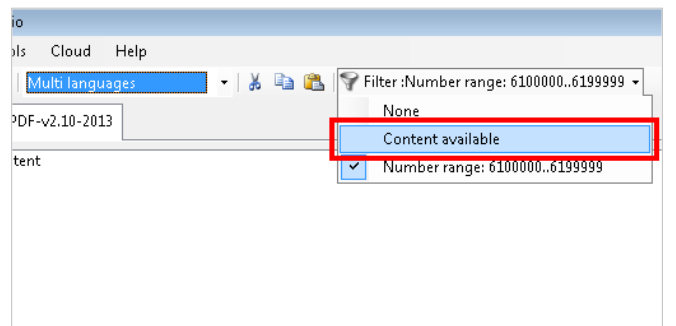 io
ols Cloud Help
Multi languages Filter :Number range: 6100000..6199999
None
PDF-v2.10-2013
Content available
tent
Number range: 6100000..6199999